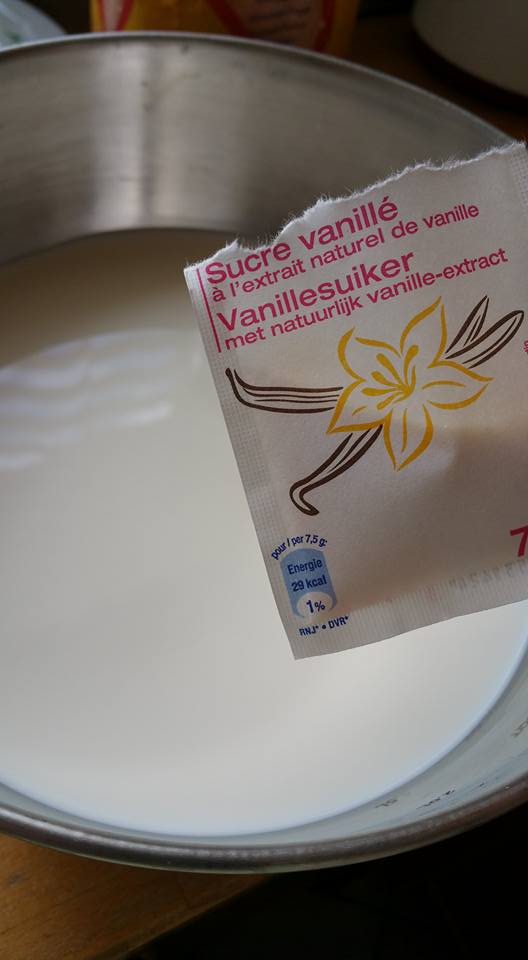 Sucre vanillé
à l'extrait naturel de vanille
Vanillesuiker
met natuurlijk vanille-extract
pour / per 7,5 g:
Energie
29 kcal
1%
RNJ* • DVR*
7